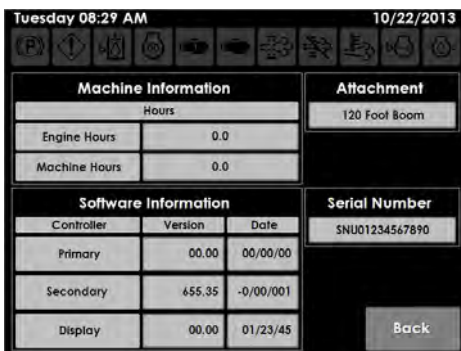 Tuesday 08:29 AM 10/22/2013
(P)
Machine Information
Hours
Engine Hours 0.0
Machine Hours 0.0
Attachment
120 Foot Boom
Software Information
Controller Version Date
Primary 00.00 00/00/00
Secondary 655.35 -0/00/001
Display 00.00 01/23/45
Serial Number
SNU01234567890
Back